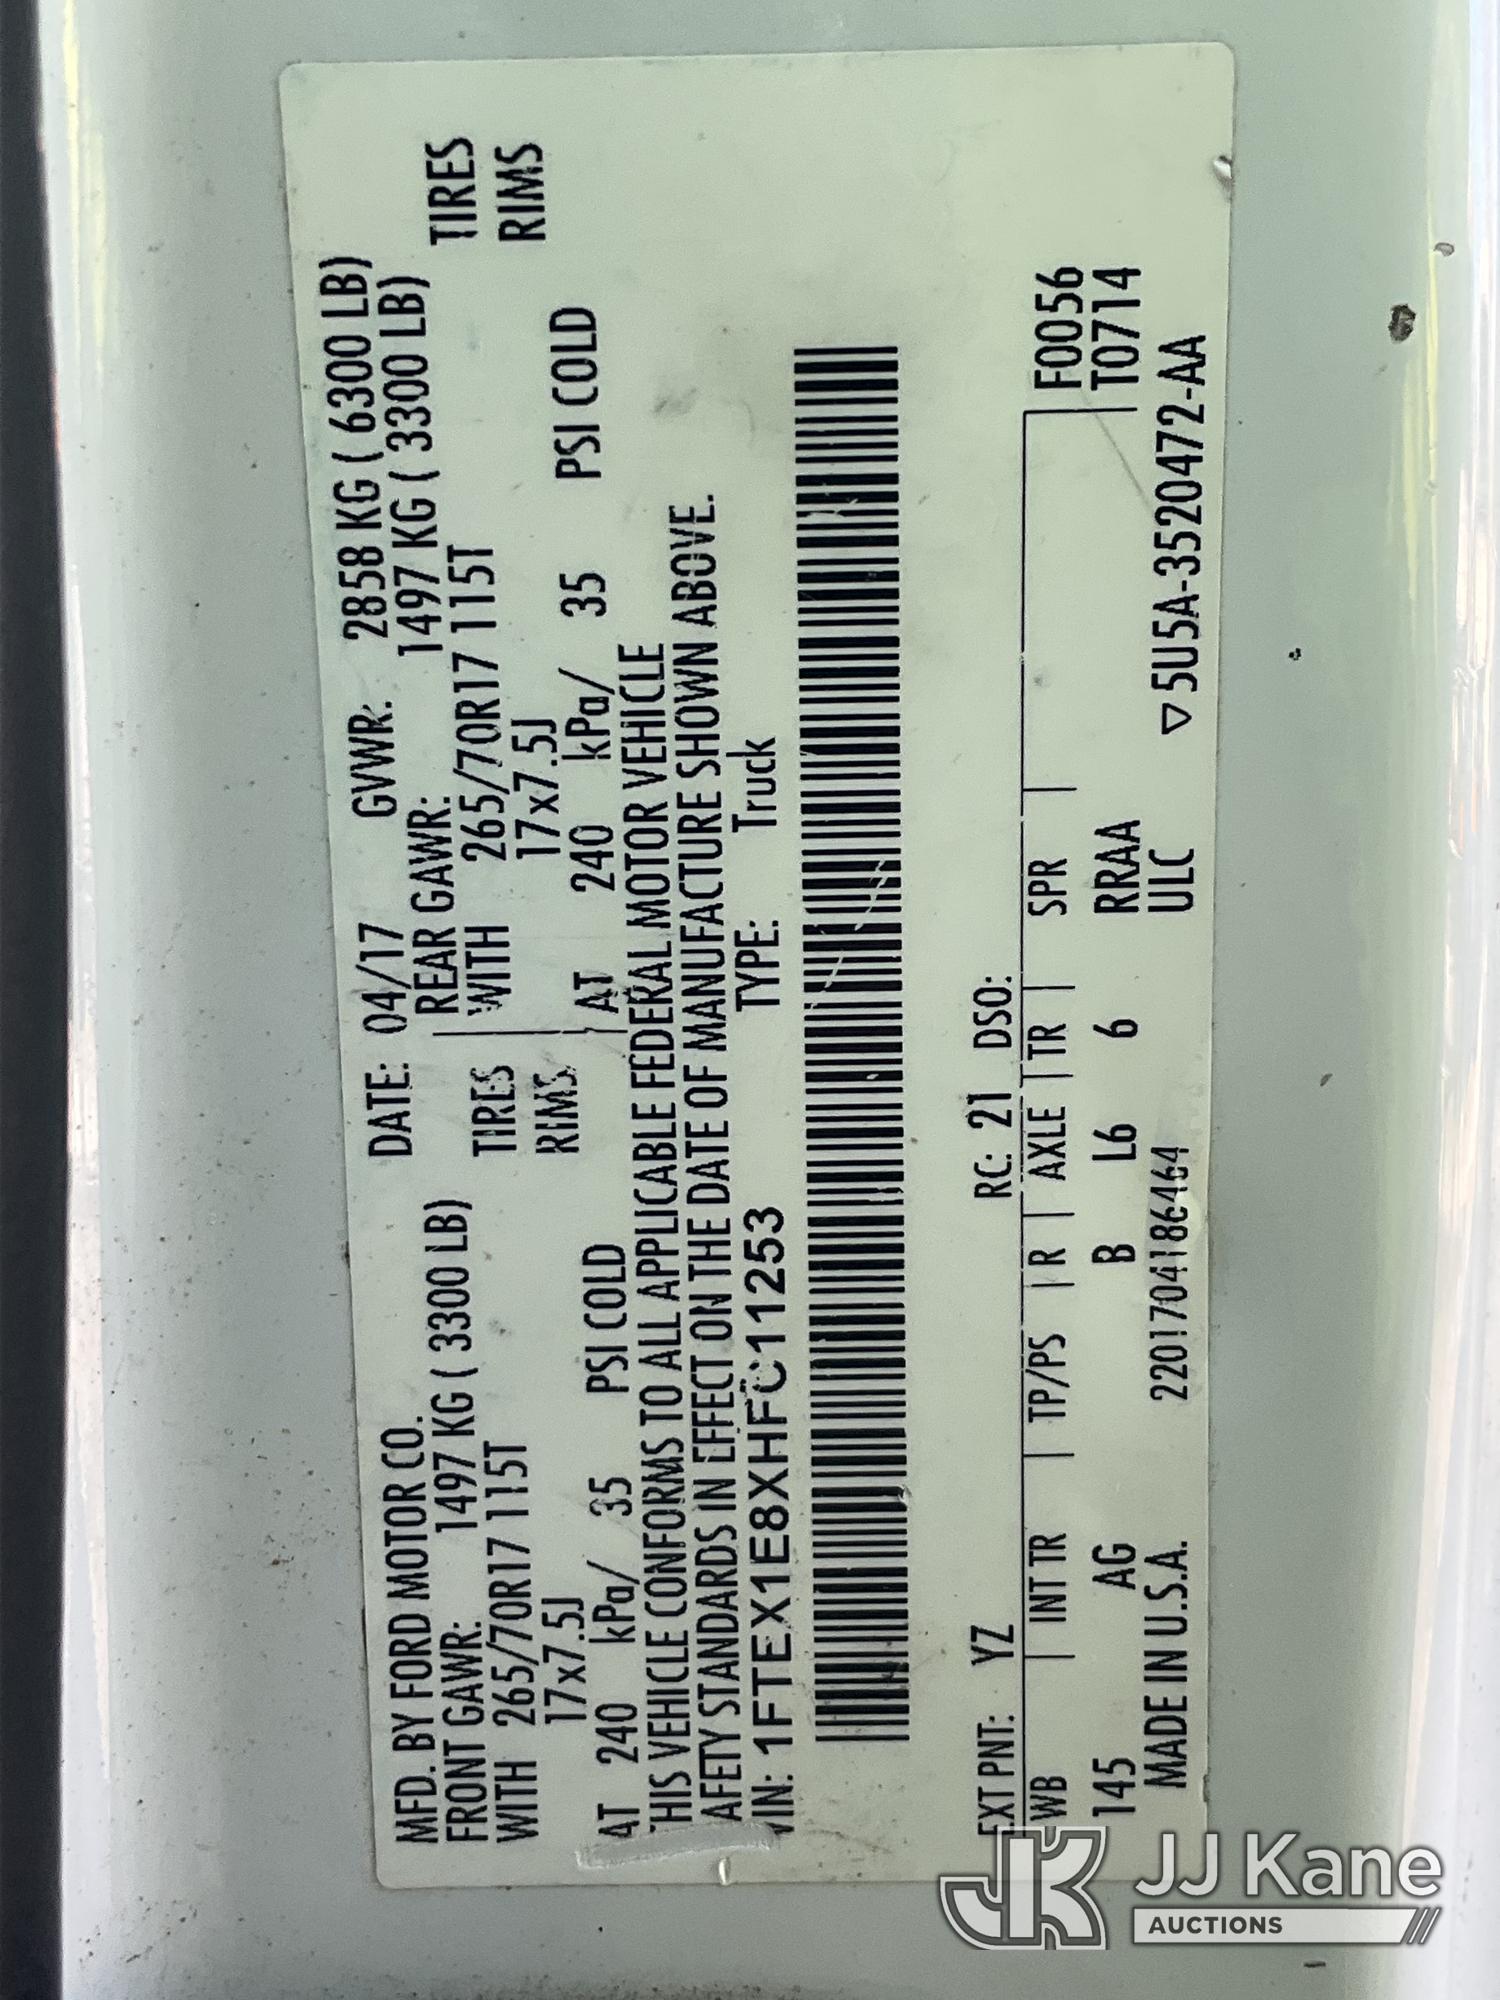 MFD. BY FORD MOTOR CO. DATE: 04/17 GVWR: 2858 KG ( 6300 LB)
FRONT GAWR: 1497 KG ( 3300 LB) REAR GAWR: 1497 KG ( 3300 LB)
WITH 265/70R17 115T TIRES WITH 265/70R17 115T TIRES
17x7.5J RIMS 17x7.5J RIMS
AT 240 kPa/ 35 PSI COLD AT 240 kPa/ 35 PSI COLD
THIS VEHICLE CONFORMS TO ALL APPLICABLE FEDERAL MOTOR VEHICLE
AFETY STANDARDS IN EFFECT ON THE DATE OF MANUFACTURE SHOWN ABOVE.
VIN: 1FTEX1E8XHFC11253 TYPE: Truck
EXT PNT: YZ RC: 21 DSO:
WB INT TR TP/PS R AXLE TR SPR F0056
145 AG B L6 6 RRAA T0714
MADE IN U.S.A. 2201704186464 ULC ▽5U5A-3520472-AA
JK JJ Kane
AUCTIONS